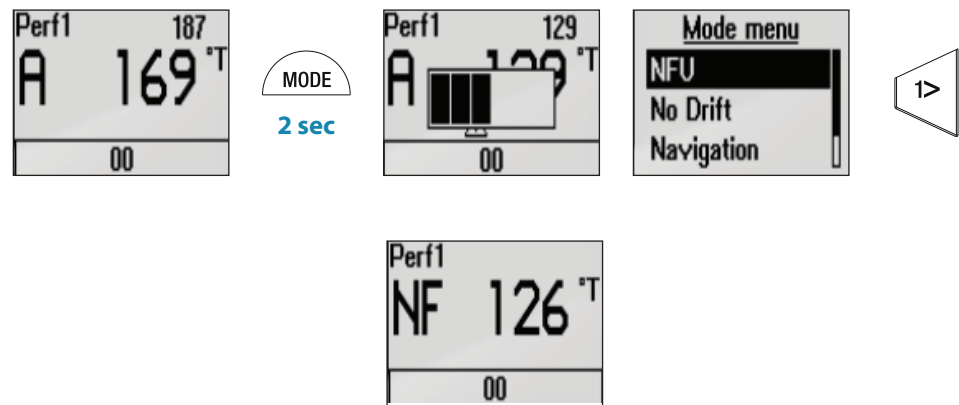 Perf1 187
A 169 °T
00
MODE
2 sec
Perf1 129
A 129 °T
00
Mode menu
NFU
No Drift
Navigation
1>
Perf1
NF 126 °T
00